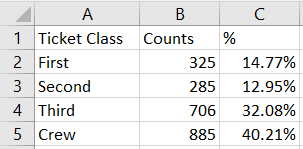 A B C
1 Ticket Class Counts %
2 First 325 14.77%
3 Second 285 12.95%
4 Third 706 32.08%
5 Crew 885 40.21%